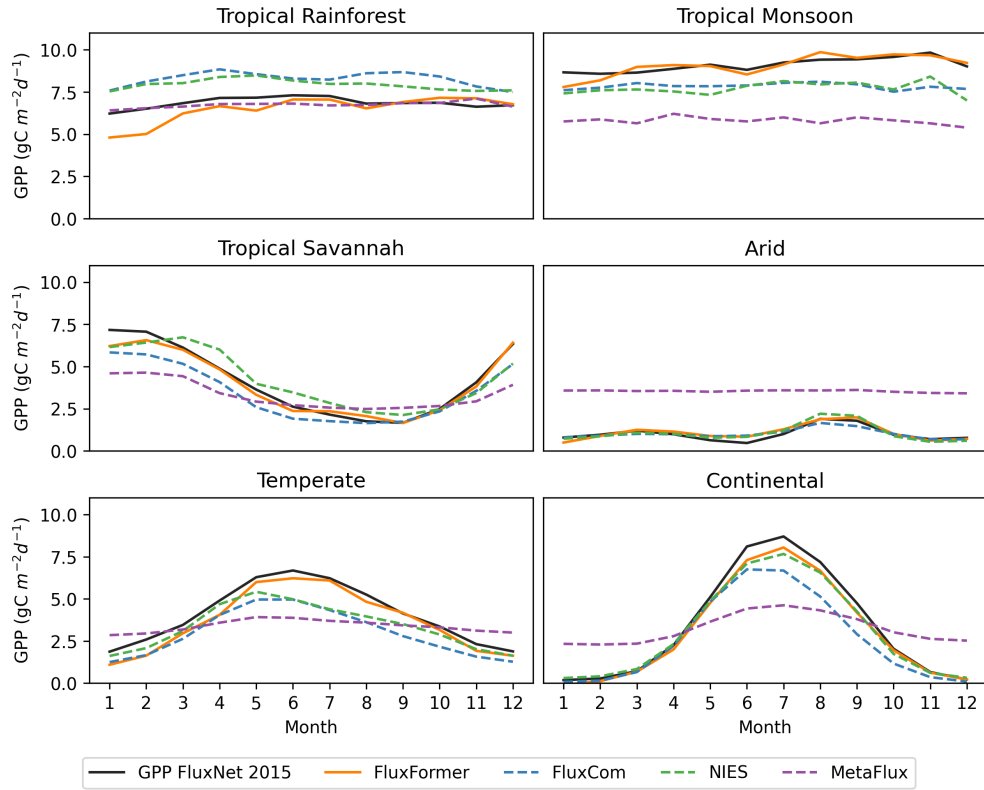 Tropical Rainforest
Tropical Monsoon
10.0
7.5
5.0
2.5
0.0
GPP (gC m⁻²d⁻¹)
Tropical Savannah
Arid
10.0
7.5
5.0
2.5
0.0
GPP (gC m⁻²d⁻¹)
Temperate
Continental
10.0
7.5
5.0
2.5
0.0
GPP (gC m⁻²d⁻¹)
1 2 3 4 5 6 7 8 9 10 11 12
1 2 3 4 5 6 7 8 9 10 11 12
Month
Month
GPP FluxNet 2015 FluxFormer FluxCom NIES MetaFlux